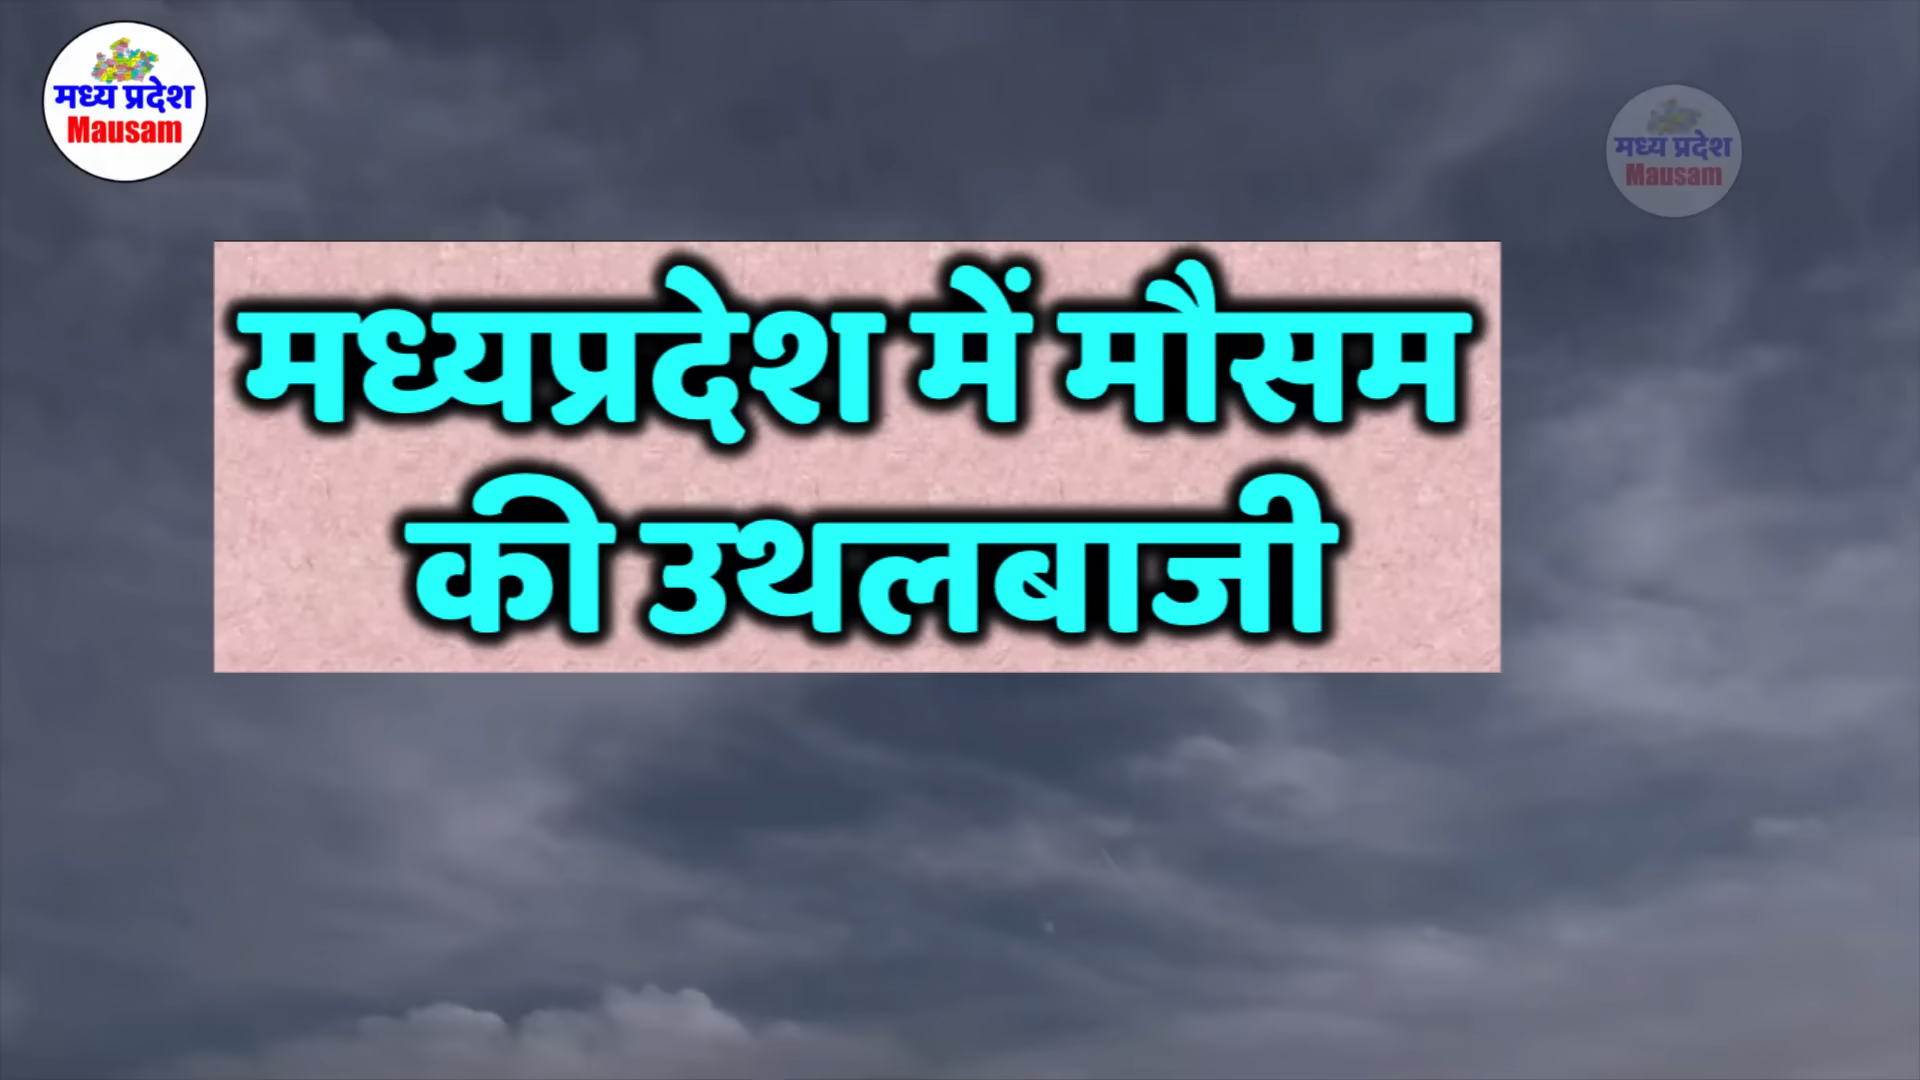 मध्य प्रदेश
Mausam
मध्य प्रदेश
Mausam
मध्यप्रदेश में मौसम
की उथलबाजी